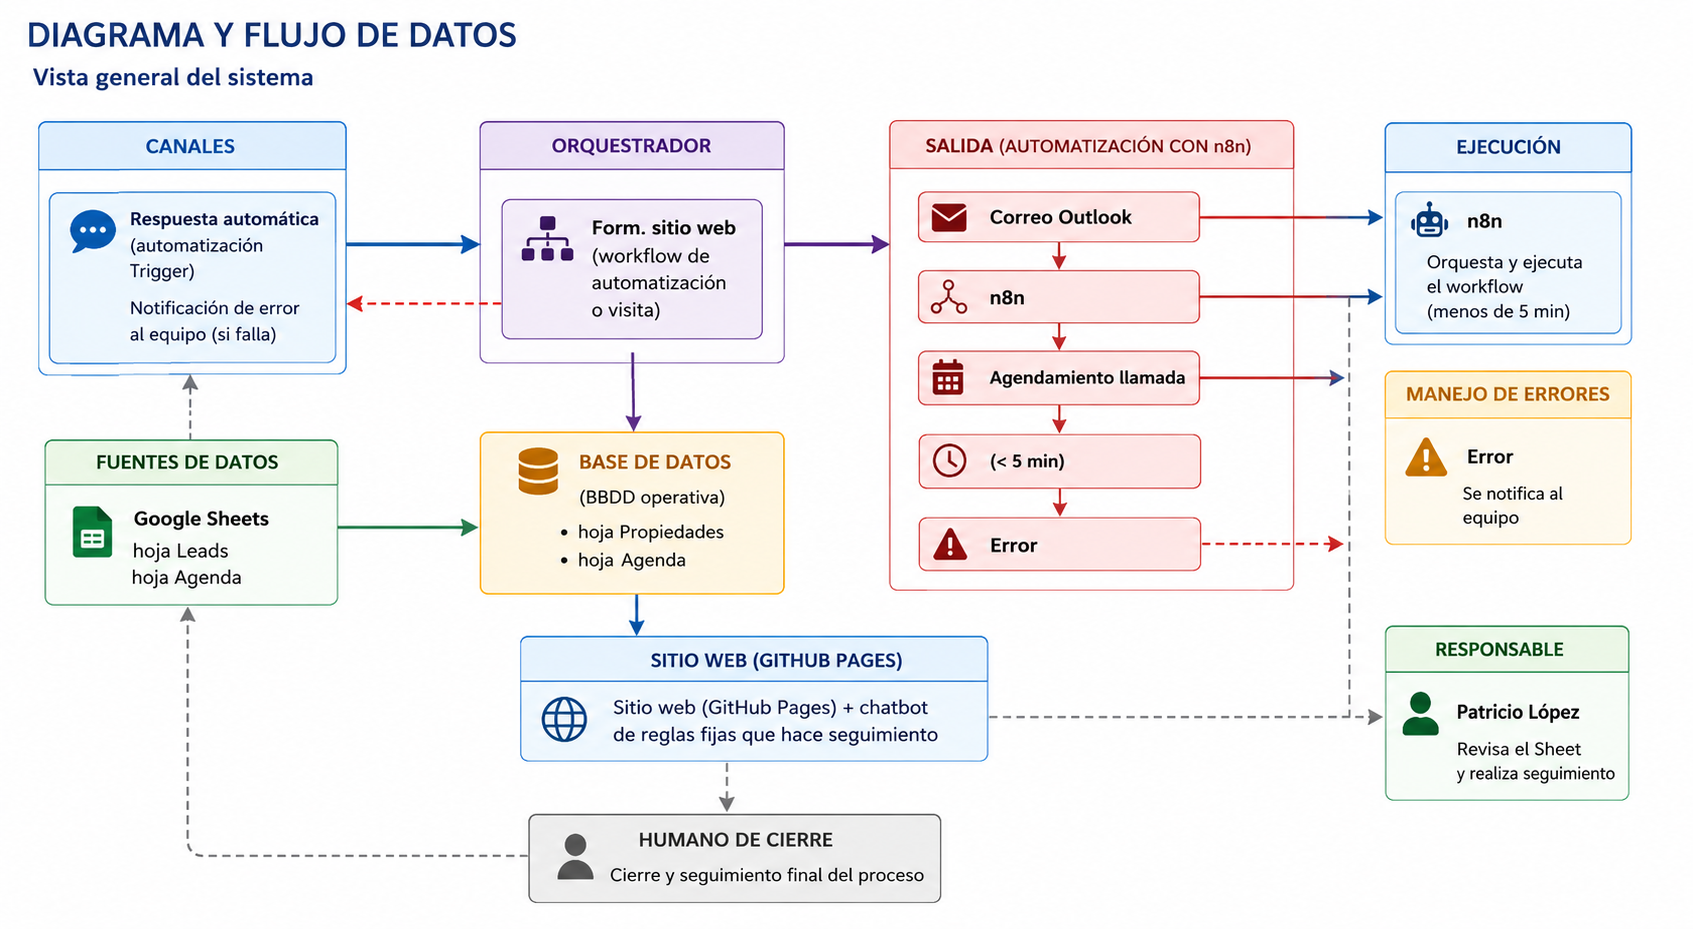 DIAGRAMA Y FLUJO DE DATOS
Vista general del sistema
CANALES
Respuesta automática
(automatización
Trigger)
Notificación de error
al equipo (si falla)
ORQUESTRADOR
Form. sitio web
(workflow de
automatización
o visita)
SALIDA (AUTOMATIZACIÓN CON n8n)
Correo Outlook
n8n
Agendamiento llamada
(< 5 min)
Error
EJECUCIÓN
n8n
Orquesta y ejecuta
el workflow
(menos de 5 min)
MANEJO DE ERRORES
Error
Se notifica al
equipo
FUENTES DE DATOS
Google Sheets
hoja Leads
hoja Agenda
BASE DE DATOS
(BBDD operativa)
• hoja Propiedades
• hoja Agenda
SITIO WEB (GITHUB PAGES)
Sitio web (GitHub Pages) + chatbot
de reglas fijas que hace seguimiento
RESPONSABLE
Patricio López
Revisa el Sheet
y realiza seguimiento
HUMANO DE CIERRE
Cierre y seguimiento final del proceso